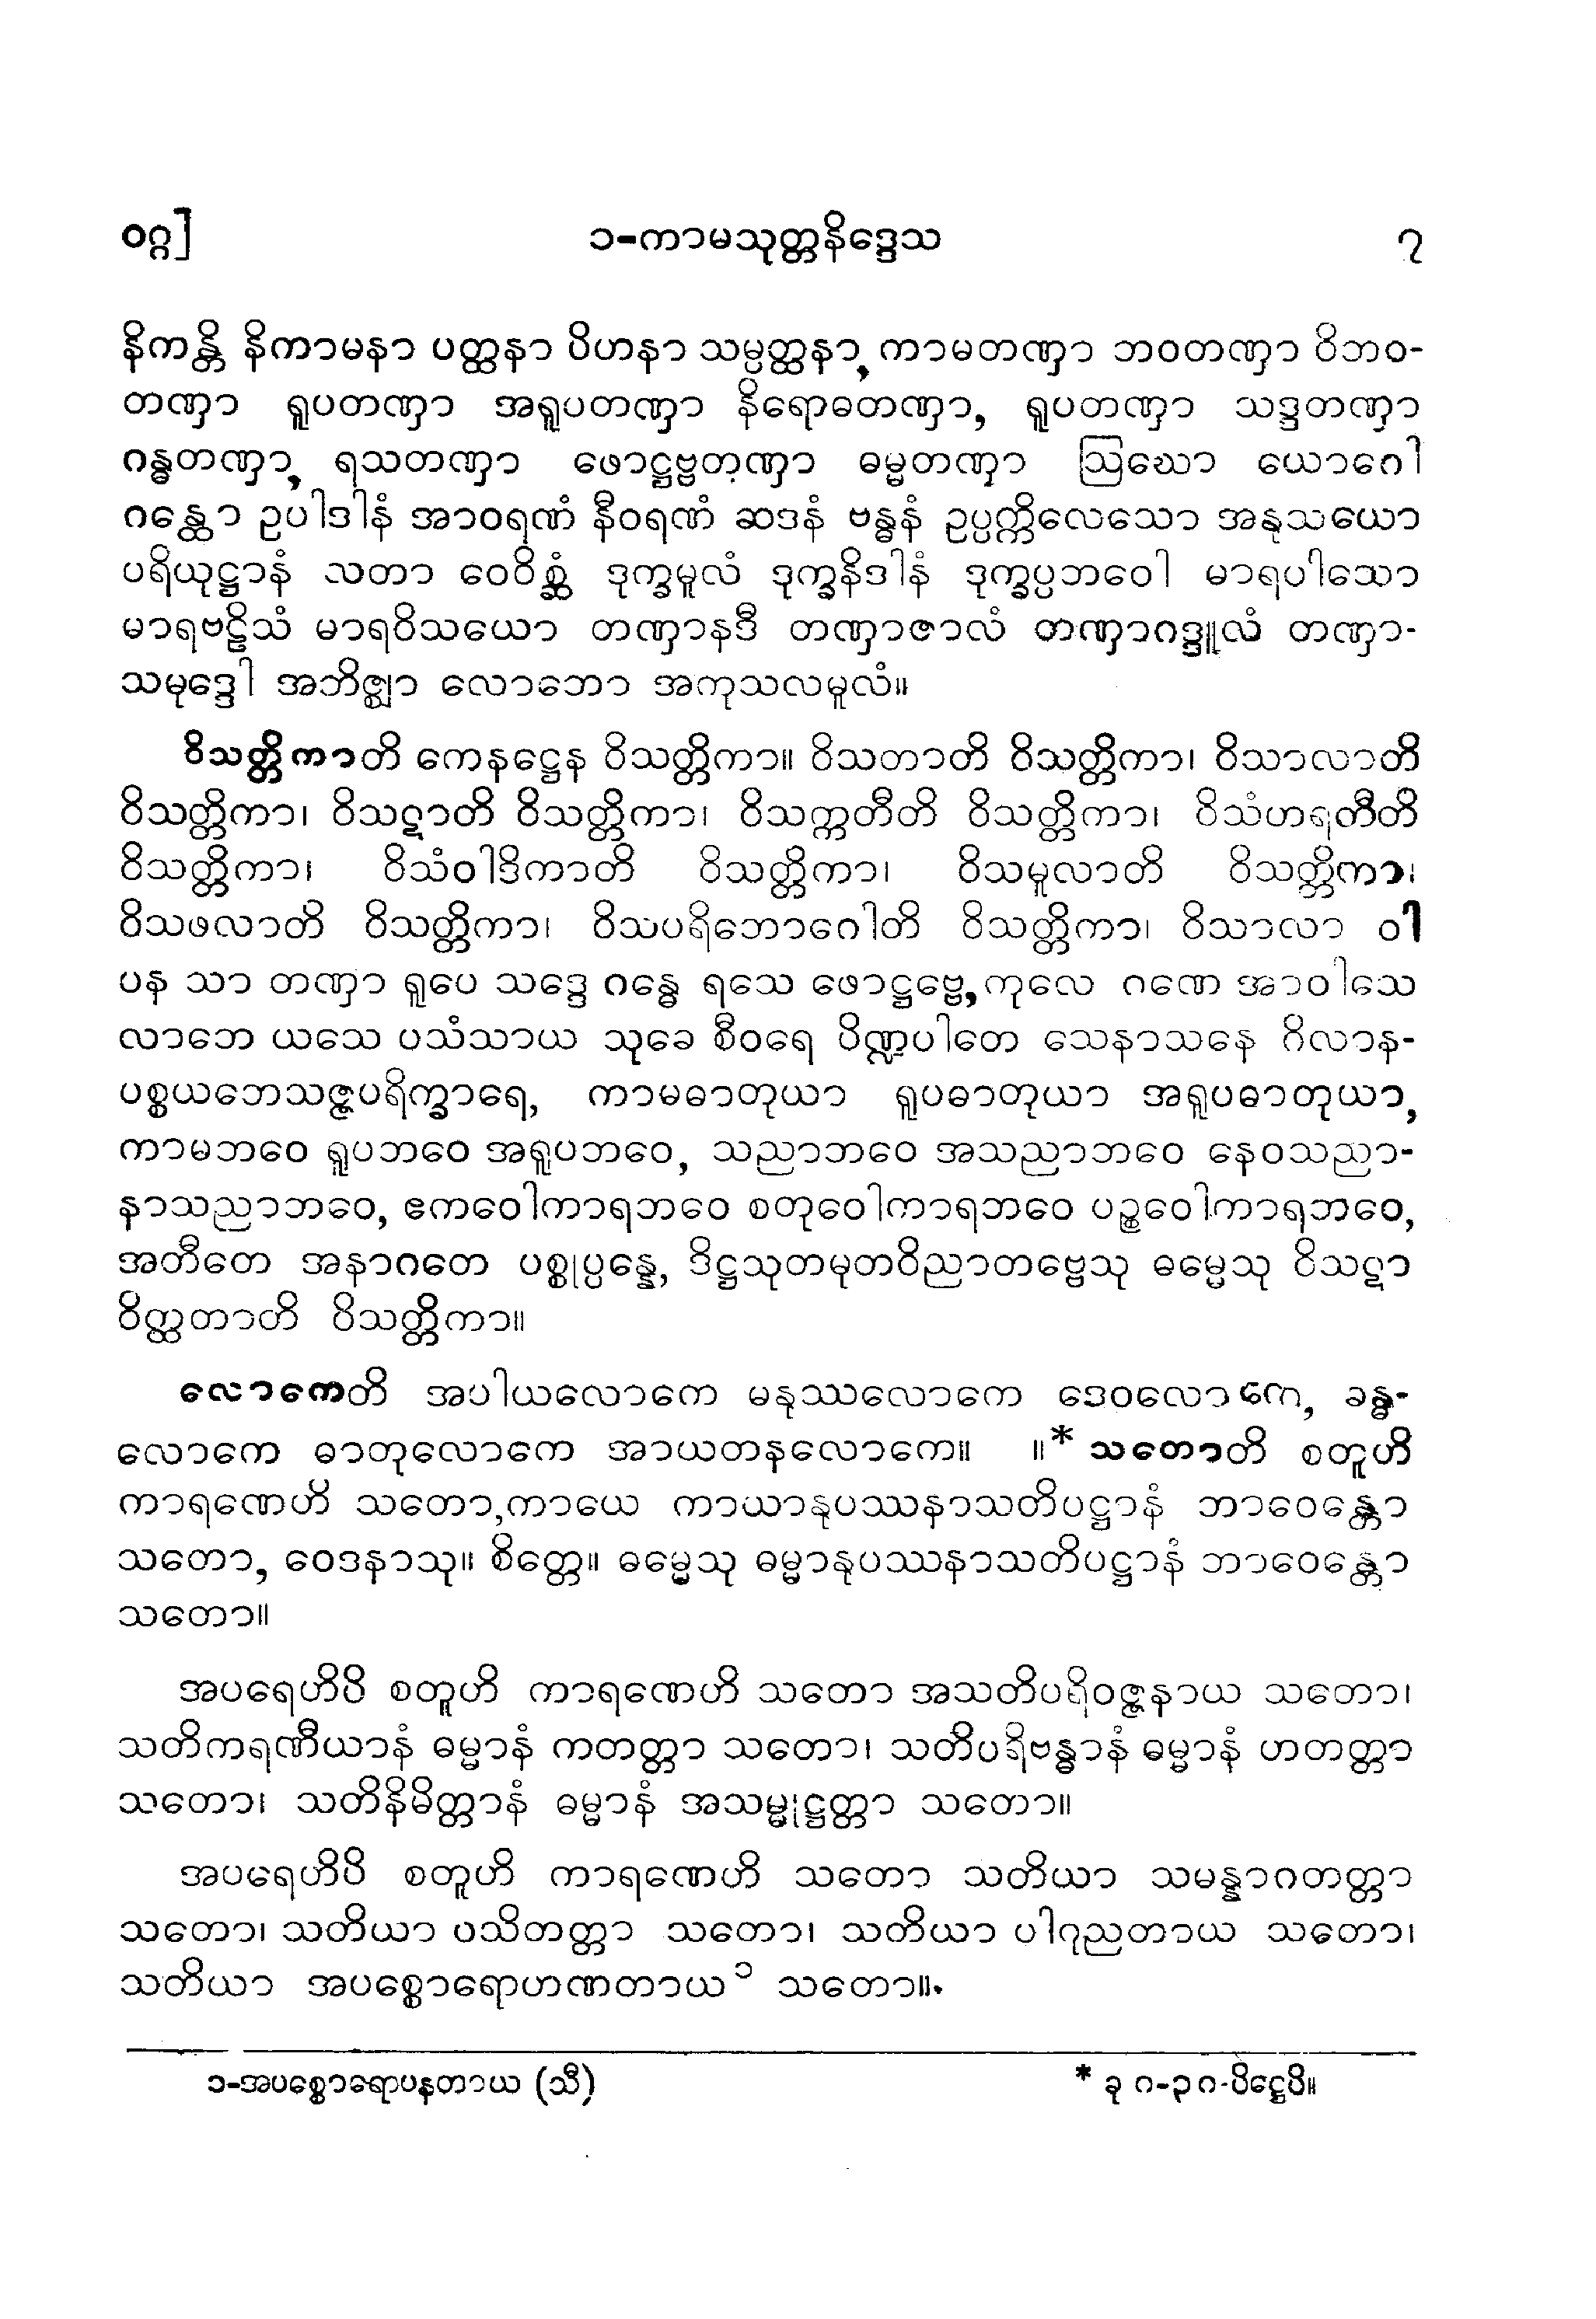 ဝဂ္ဂ]
၁-ကာမသုတ္တနိဒ္ဒေသ
၇
နိကန္တိ နိကာမနာ ပတ္ထနာ ပိဟနာ သမ္ပတ္ထနာ, ကာမတဏှာ ဘဝတဏှာ ဝိဘဝ-
တဏှာ ရူပတဏှာ အရူပတဏှာ နိရောဓတဏှာ, ရူပတဏှာ သဒ္ဒတဏှာ
ဂန္ဓတဏှာ, ရသတဏှာ ဖောဋ္ဌဗ္ဗတဏှာ ဓမ္မတဏှာ ဩဃော ယောဂေါ
ဂန္ထော ဥပါဒါနံ အာဝရဏံ နီဝရဏံ ဆဒနံ ဗန္ဓနံ ဥပက္ကိလေသော အနုသယော
ပရိယုဋ္ဌာနံ လတာ ဝေဝိစ္ဆံ ဒုက္ခမူလံ ဒုက္ခနိဒါနံ ဒုက္ခပ္ပဘဝေါ မာရပါသော
မာရဗဠိသံ မာရဝိသယော တဏှာနဒီ တဏှာဇာလံ တဏှာဂဒ္ဒူလံ တဏှာ-
သမုဒ္ဒေါ အဘိဇ္ဈာ လောဘော အကုသလမူလံ။
ဝိသတ္တိကာတိ ကေနဋ္ဌေန ဝိသတ္တိကာ။ ဝိသတာတိ ဝိသတ္တိကာ၊ ဝိသာလာတိ
ဝိသတ္တိကာ၊ ဝိသဋာတိ ဝိသတ္တိကာ၊ ဝိသက္ကတီတိ ဝိသတ္တိကာ၊ ဝိသံဟရတီတိ
ဝိသတ္တိကာ၊ ဝိသံဝါဒိကာတိ ဝိသတ္တိကာ၊ ဝိသမူလာတိ ဝိသတ္တိကာ၊
ဝိသဖလာတိ ဝိသတ္တိကာ၊ ဝိသပရိဘောဂေါတိ ဝိသတ္တိကာ၊ ဝိသာလာ ဝါ
ပန သာ တဏှာ ရူပေ သဒ္ဒေ ဂန္ဓေ ရသေ ဖောဋ္ဌဗ္ဗေ, ကုလေ ဂဏေ အာဝါသေ
လာဘေ ယသေ ပသံသာယ သုခေ စီဝရေ ပိဏ္ဍပါတေ သေနာသနေ ဂိလာန-
ပစ္စယဘေသဇ္ဇပရိက္ခာရေ, ကာမဓာတုယာ ရူပဓာတုယာ အရူပဓာတုယာ,
ကာမဘဝေ ရူပဘဝေ အရူပဘဝေ, သညာဘဝေ အသညာဘဝေ နေဝသညာ-
နာသညာဘဝေ, ဧကဝေါကာရဘဝေ စတုဝေါကာရဘဝေ ပဉ္စဝေါကာရဘဝေ,
အတီတေ အနာဂတေ ပစ္စုပ္ပန္နေ, ဒိဋ္ဌသုတမုတဝိညာတဗ္ဗေသု ဓမ္မေသု ဝိသဋာ
ဝိတ္ထတာတိ ဝိသတ္တိကာ။
လောကေတိ အပါယလောကေ မနုဿလောကေ ဒေဝလောကေ, ခန္ဓ-
လောကေ ဓာတုလောကေ အာယတနလောကေ။ ။* သတောတိ စတူဟိ
ကာရဏေဟိ သတော,ကာယေ ကာယာနုပဿနာသတိပဋ္ဌာနံ ဘာဝေန္တော
သတော, ဝေဒနာသု။ စိတ္တေ။ ဓမ္မေသု ဓမ္မာနုပဿနာသတိပဋ္ဌာနံ ဘာဝေန္တော
သတော။
အပရေဟိပိ စတူဟိ ကာရဏေဟိ သတော အသတိပရိဝဇ္ဇနာယ သတော၊
သတိကရဏီယာနံ ဓမ္မာနံ ကတတ္တာ သတော၊ သတိပရိဗန္ဓာနံ ဓမ္မာနံ ဟတတ္တာ
သတော၊ သတိနိမိတ္တာနံ ဓမ္မာနံ အသမ္မုဋ္ဌတ္တာ သတော။
အပရေဟိပိ စတူဟိ ကာရဏေဟိ သတော သတိယာ သမန္နာဂတတ္တာ
သတော၊ သတိယာ ဝသိတတ္တာ သတော၊ သတိယာ ပါဂုညတာယ သတော၊
သတိယာ အပစ္စောရောဟဏတာယ ၁ သတော။
၁-အပစ္စောရောပနတာယ (သီ)
* ခု ၈-၃၈-ပိဋ္ဌေပိ။